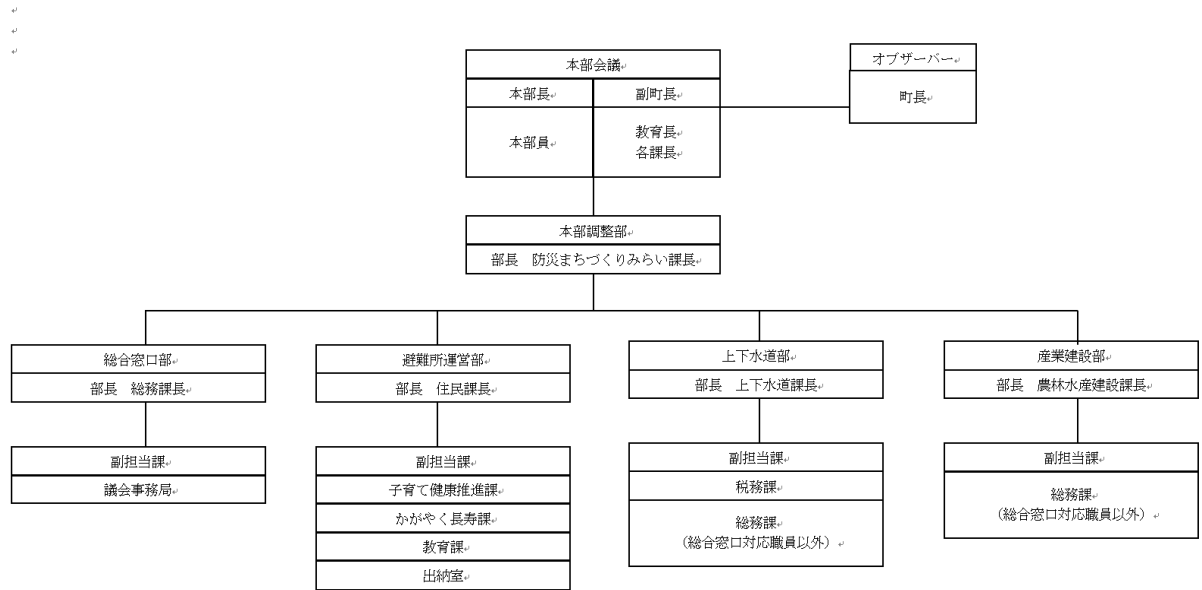 本部会議
本部長 副町長
本部員 教育長
各課長
オブザーバー
町長
本部調整部
部長　防災まちづくりみらい課長
総合窓口部
部長　総務課長
副担当課
議会事務局
避難所運営部
部長　住民課長
副担当課
子育て健康推進課
かがやく長寿課
教育課
出納室
上下水道部
部長　上下水道課長
副担当課
税務課
総務課
（総合窓口対応職員以外）
産業建設部
部長　農林水産建設課長
副担当課
総務課
（総合窓口対応職員以外）